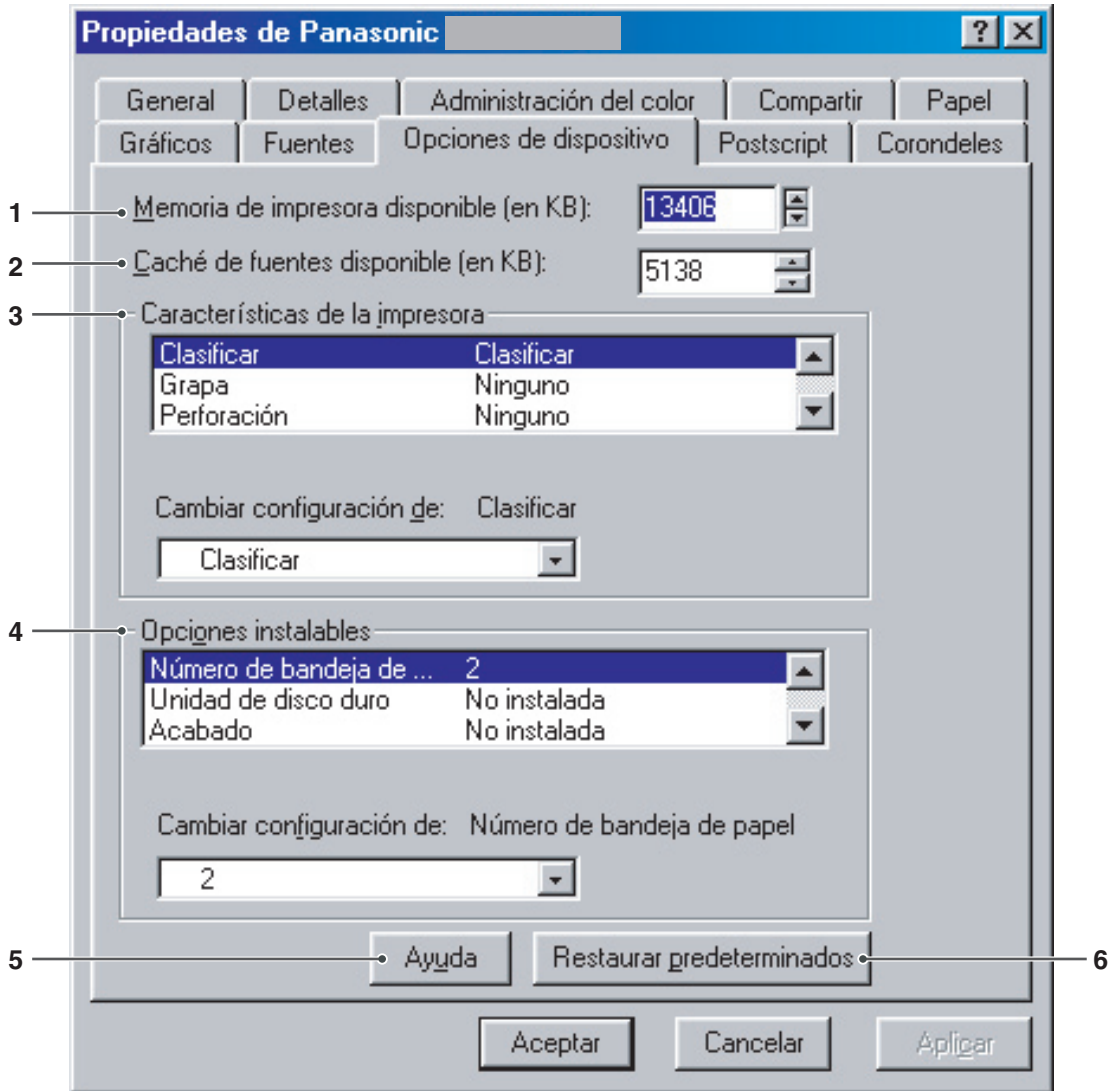 Propiedades de Panasonic
General Detalles Administración del color Compartir Papel
Gráficos Fuentes Opciones de dispositivo Postscript Corondeles
1 Memoria de impresora disponible (en KB): 13406
2 Caché de fuentes disponible (en KB): 5138
3 Características de la impresora
Clasificar Clasificar
Grapa Ninguno
Perforación Ninguno
Cambiar configuración de: Clasificar
Clasificar
4 Opciones instalables
Número de bandeja de ... 2
Unidad de disco duro No instalada
Acabado No instalada
Cambiar configuración de: Número de bandeja de papel
2
5 Ayuda Restaurar predeterminados 6
Aceptar Cancelar Aplicar